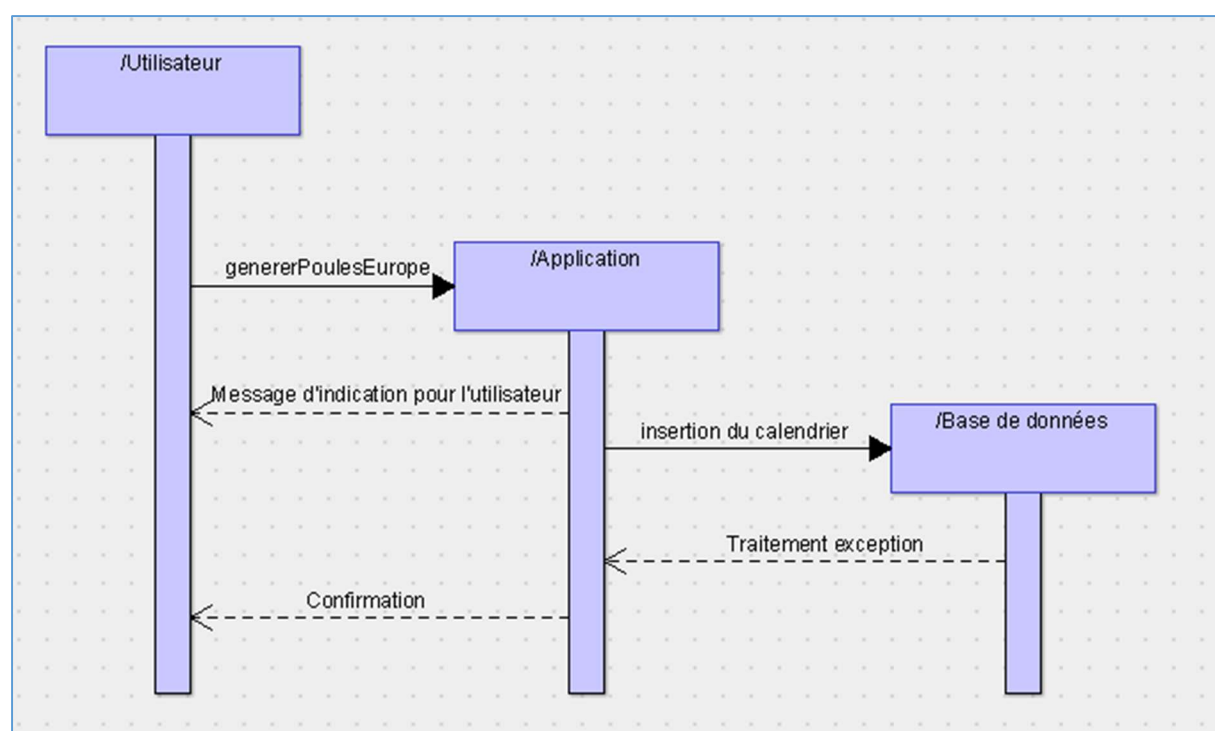 /Utilisateur
genererPoulesEurope
/Application
Message d'indication pour l'utilisateur
insertion du calendrier
/Base de données
Traitement exception
Confirmation